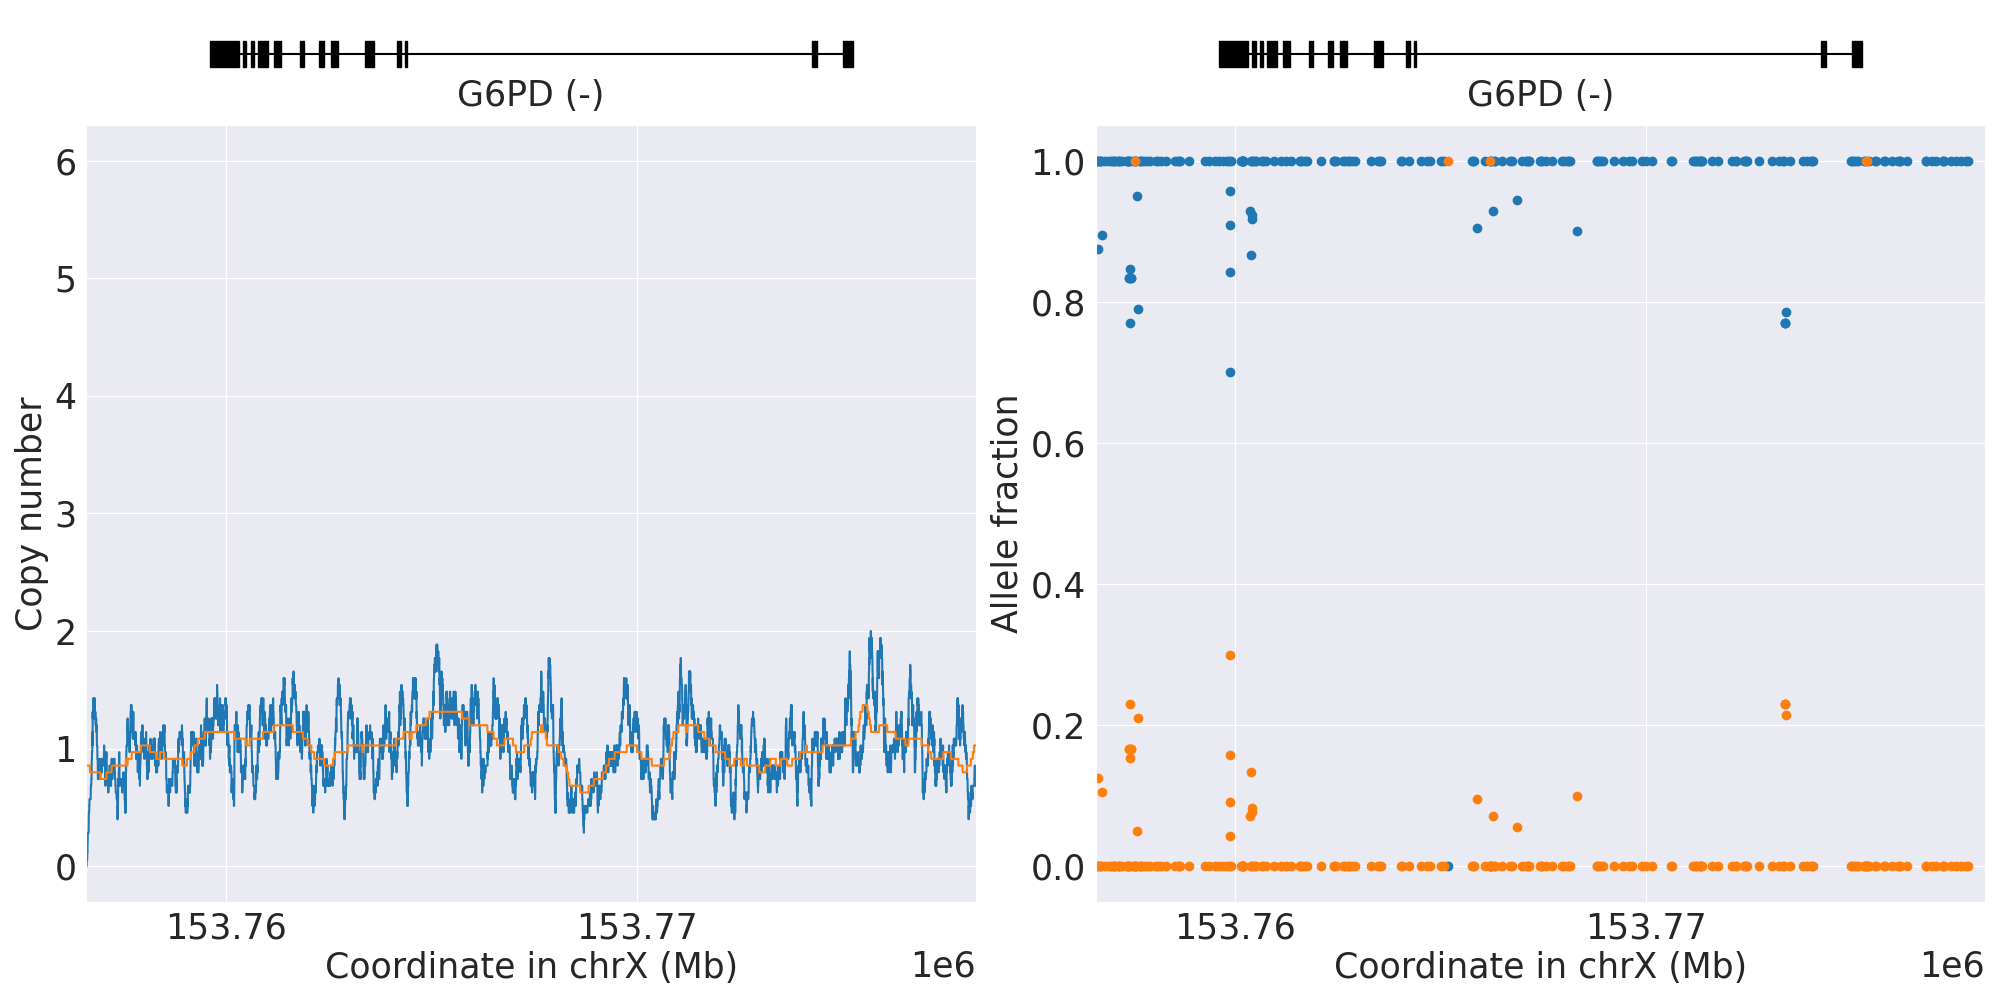 G6PD (-)
6
5
4
3
2
1
0
Copy number
153.76
153.77
Coordinate in chrX (Mb)
1e6
G6PD (-)
1.0
0.8
0.6
0.4
0.2
0.0
Allele fraction
153.76
153.77
Coordinate in chrX (Mb)
1e6